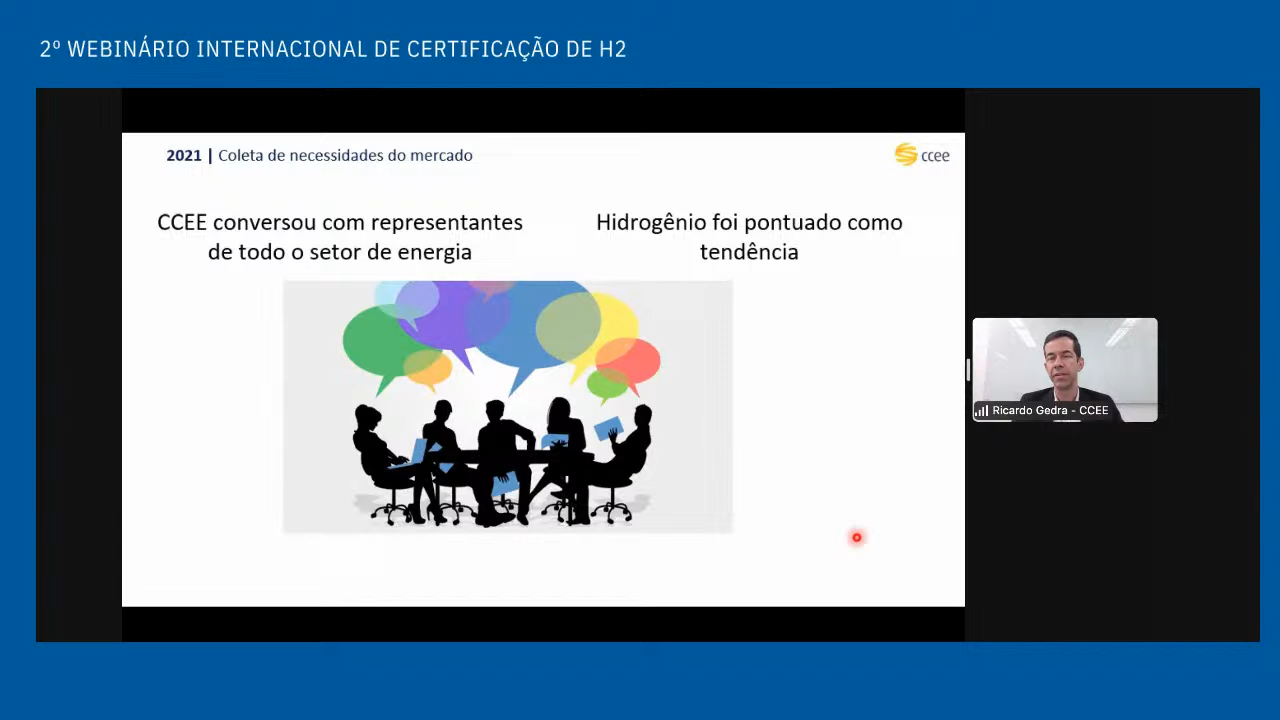 2º WEBINÁRIO INTERNACIONAL DE CERTIFICAÇÃO DE H2
2021 | Coleta de necessidades do mercado
ccee
CCEE conversou com representantes
de todo o setor de energia
Hidrogênio foi pontuado como
tendência
Ricardo Gedra - CCEE